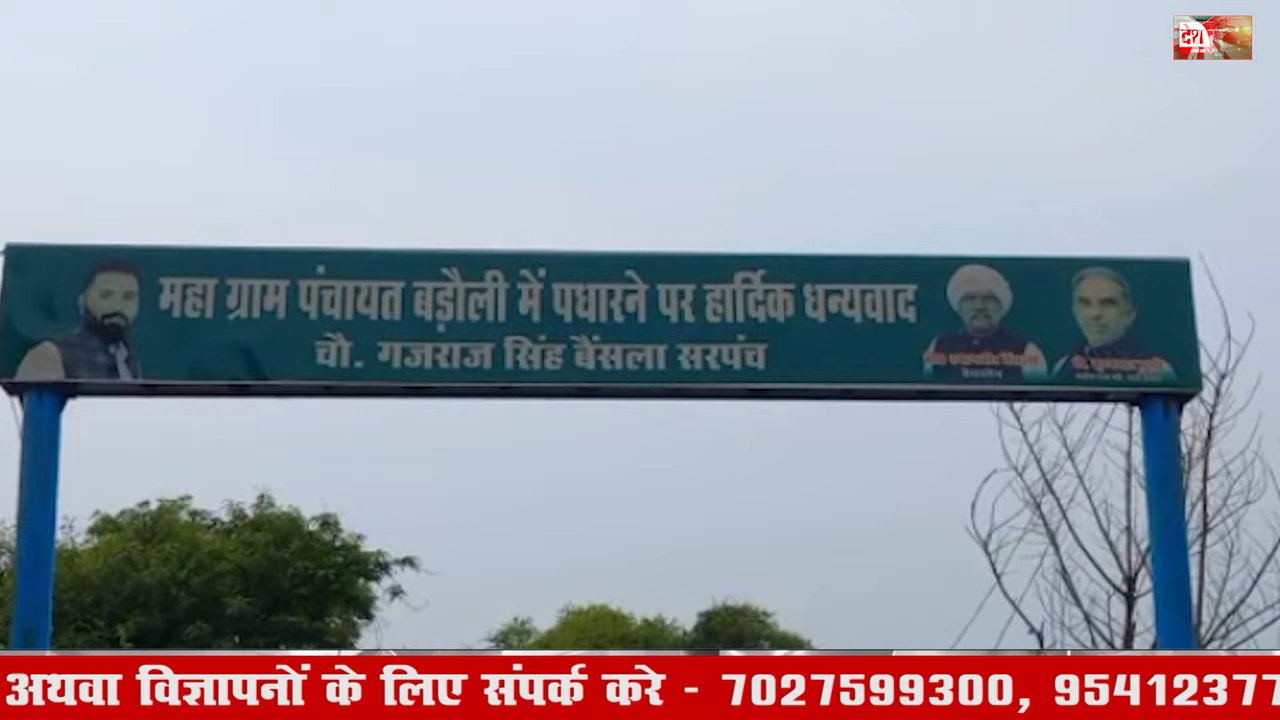 देश
महा ग्राम पंचायत बड़ौली में पधारने पर हार्दिक धन्यवाद
चौ. गजराज सिंह बैंसला सरपंच
अथवा विज्ञापनों के लिए संपर्क करे - 7027599300, 95412377